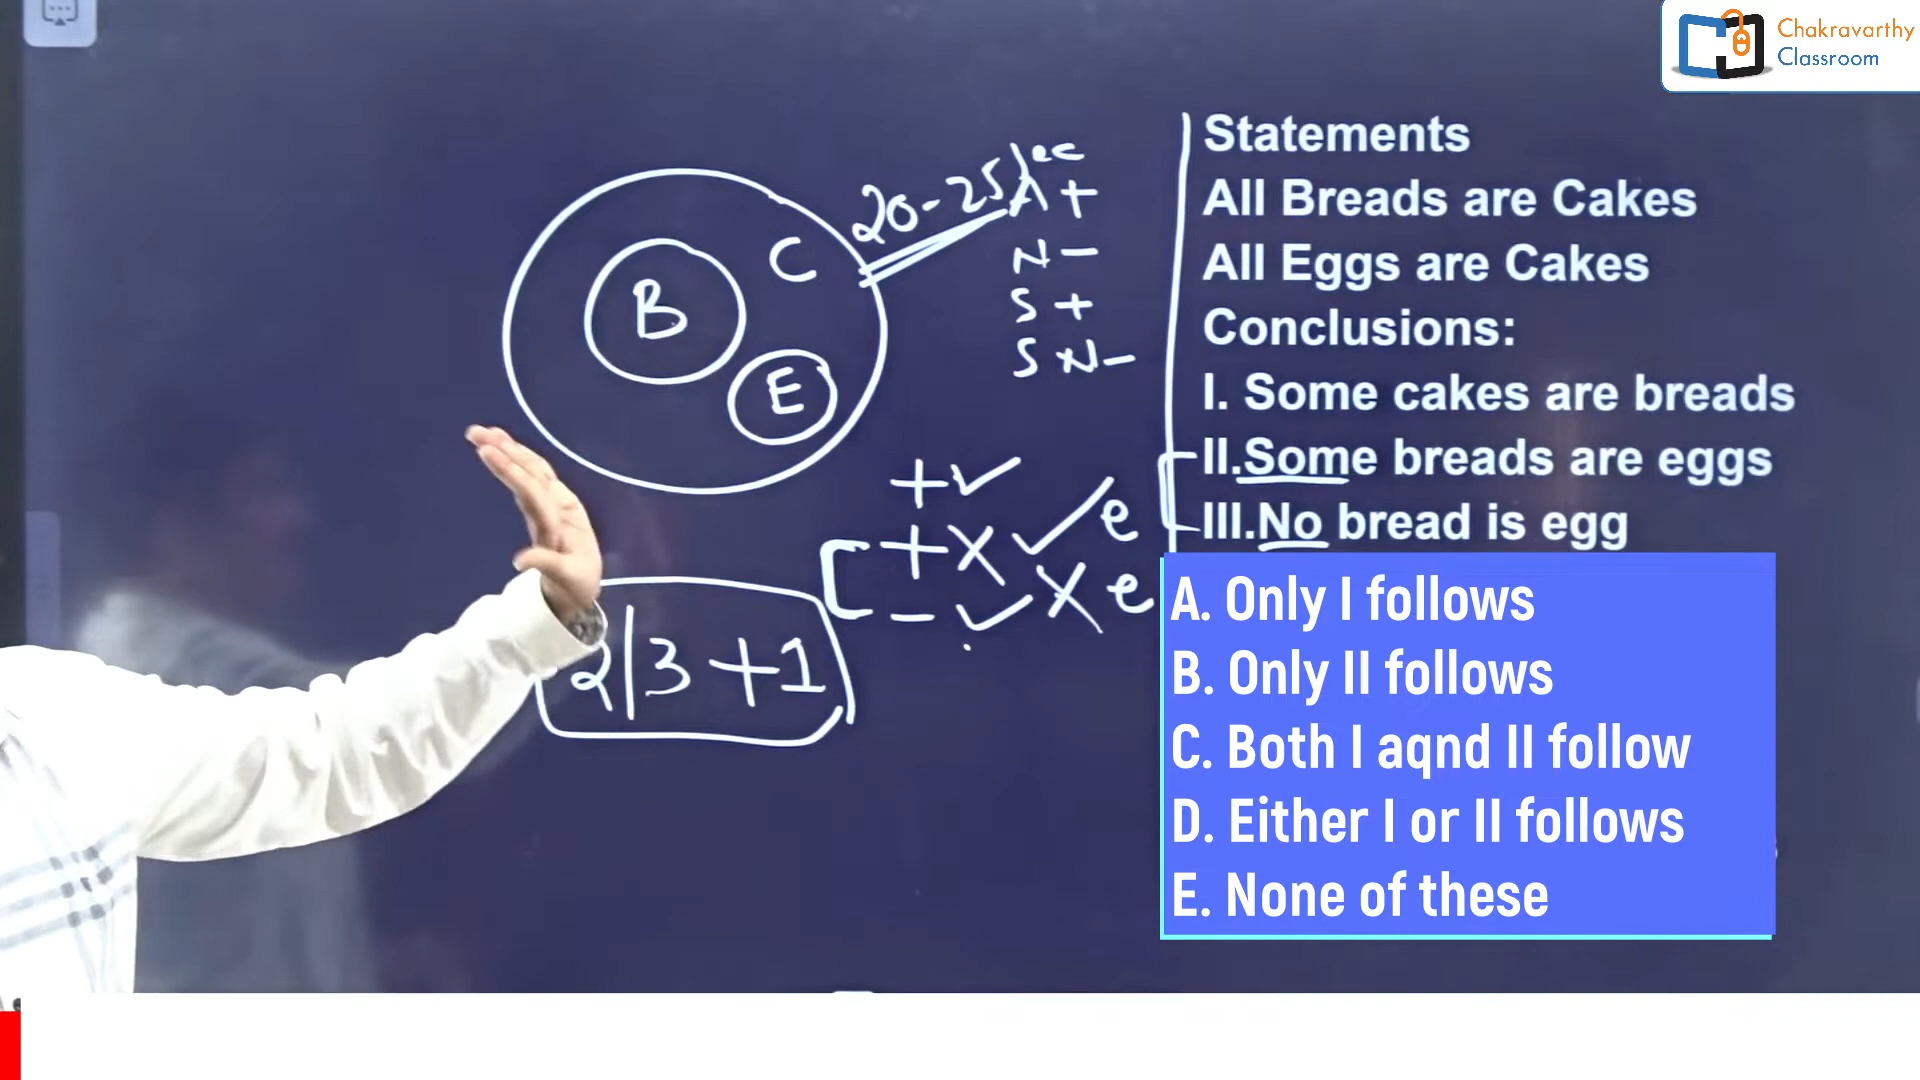 Chakravarthy
Classroom
Statements
All Breads are Cakes
All Eggs are Cakes
Conclusions:
I. Some cakes are breads
II.Some breads are eggs
III.No bread is egg
A. Only I follows
B. Only II follows
C. Both I aqnd II follow
D. Either I or II follows
E. None of these
B
C
E
20-25 sec
A +
N -
S +
S N -
+ ✓
+ X ✓ e
- ✓ X e
2|3 +1